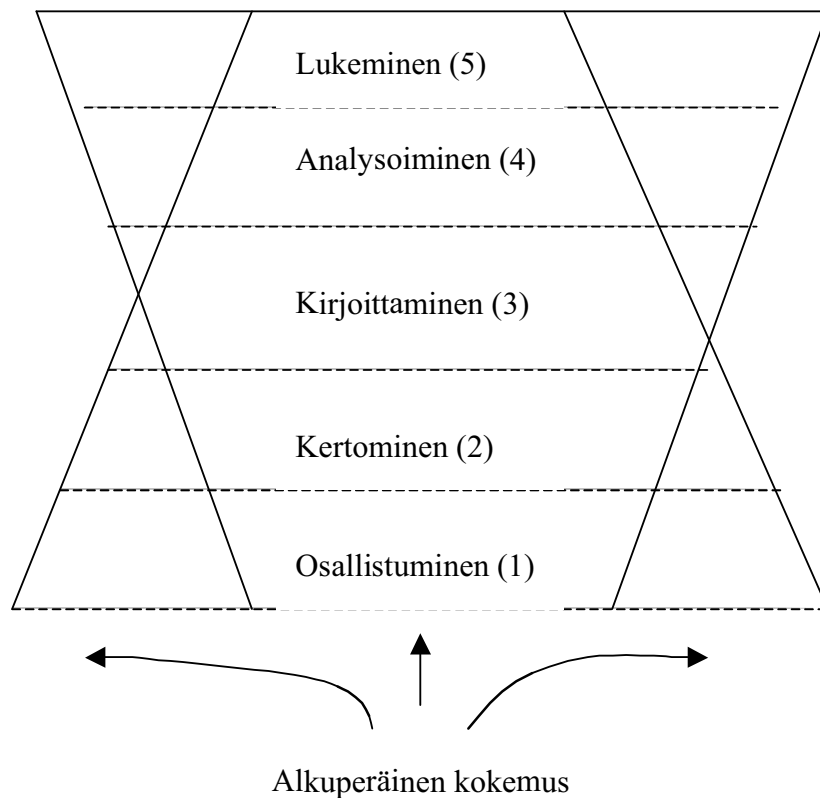 Lukeminen (5)
Analysoiminen (4)
Kirjoittaminen (3)
Kertominen (2)
Osallistuminen (1)
Alkuperäinen kokemus